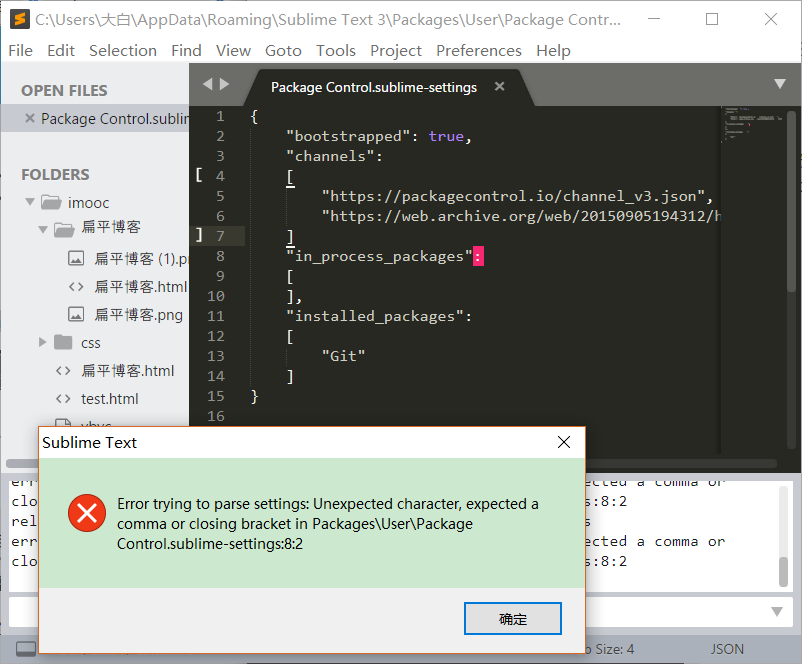 C:\Users\大白\AppData\Roaming\Sublime Text 3\Packages\User\Package Contr...
File Edit Selection Find View Goto Tools Project Preferences Help
OPEN FILES
Package Control.sublim
FOLDERS
imooc
扁平博客
扁平博客 (1).pn
扁平博客.html
扁平博客.png
css
扁平博客.html
test.html
Package Control.sublime-settings
1 {
2 "bootstrapped": true,
3 "channels":
4 [
5 "https://packagecontrol.io/channel_v3.json",
6 "https://web.archive.org/web/20150905194312/h
7 ]
8 "in_process_packages":
9 [
10 ],
11 "installed_packages":
12 [
13 "Git"
14 ]
15 }
16
Sublime Text
Error trying to parse settings: Unexpected character, expected a
comma or closing bracket in Packages\User\Package
Control.sublime-settings:8:2
确定
err
ected a comma or
clo
s:8:2
rel
s
err
ected a comma or
clo
s:8:2
Size: 4
JSON